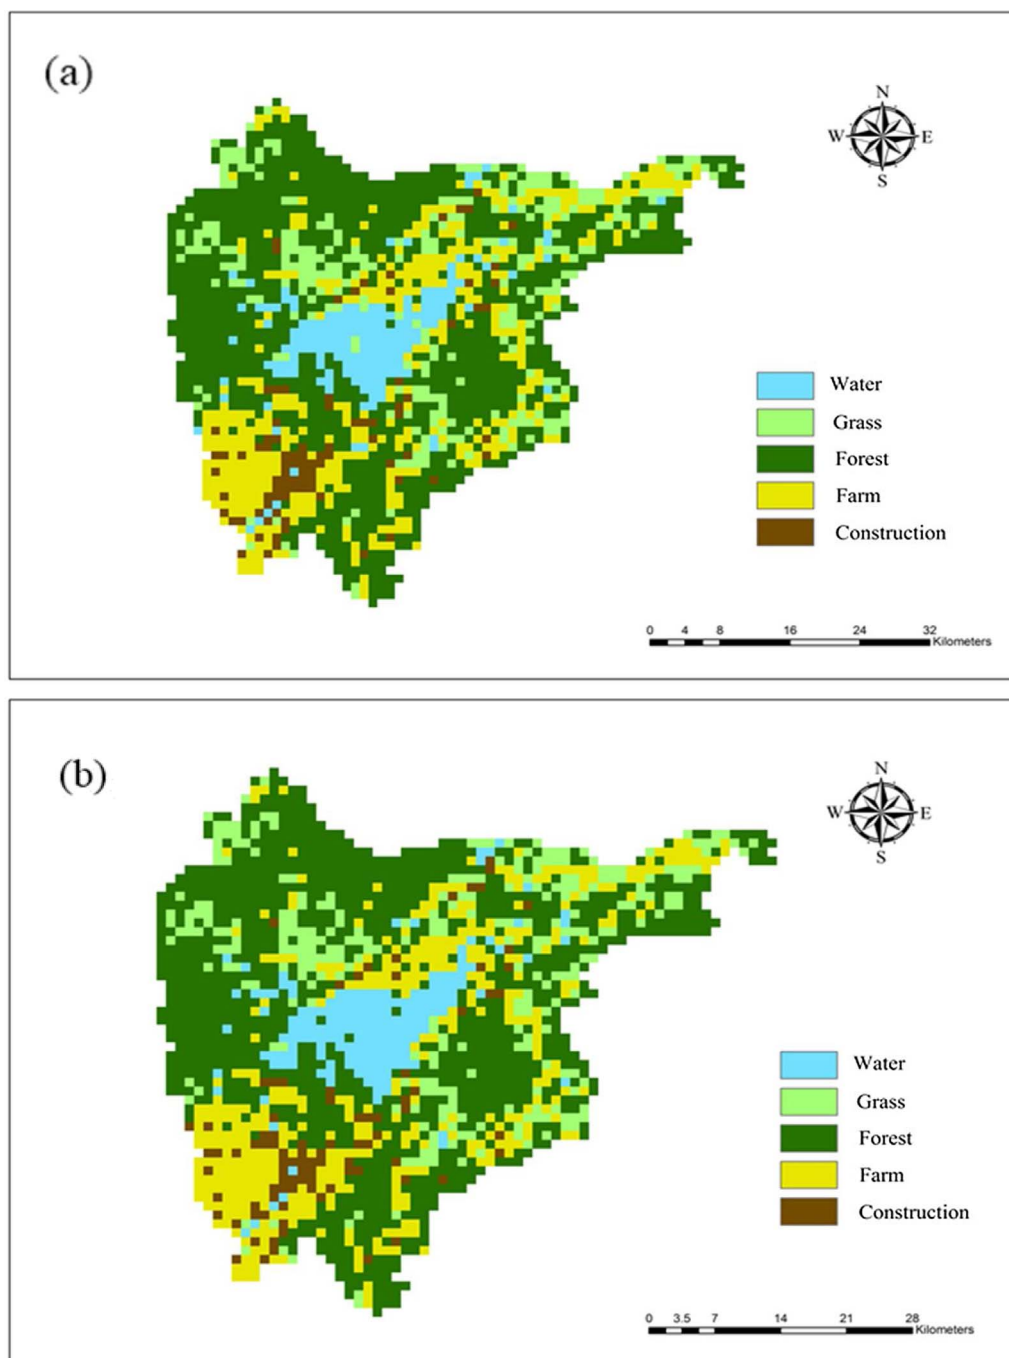 (a)
N
W E
S
Water
Grass
Forest
Farm
Construction
0 4 8 16 24 32
Kilometers
(b)
N
W E
S
Water
Grass
Forest
Farm
Construction
0 3.5 7 14 21 28
Kilometers